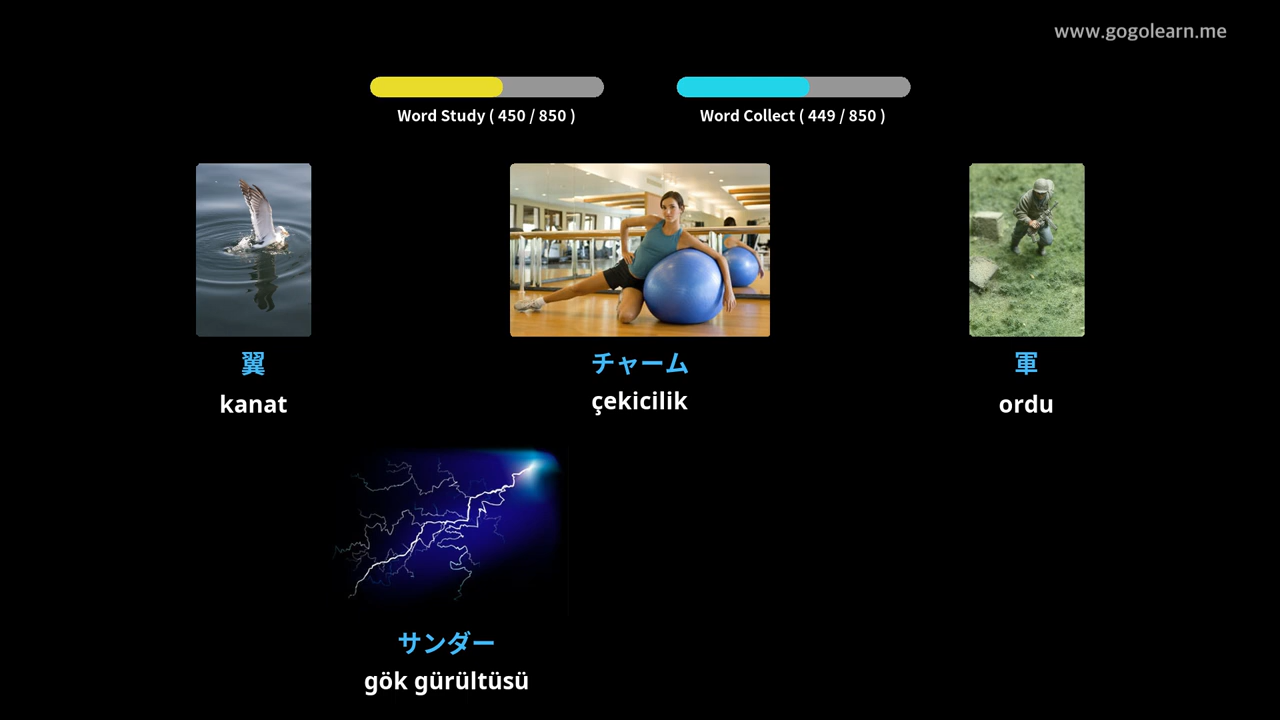 www.gogolearn.me
Word Study ( 450 / 850 )
Word Collect ( 449 / 850 )
翼
kanat
チャーム
çekicilik
軍
ordu
サンダー
gök gürültüsü